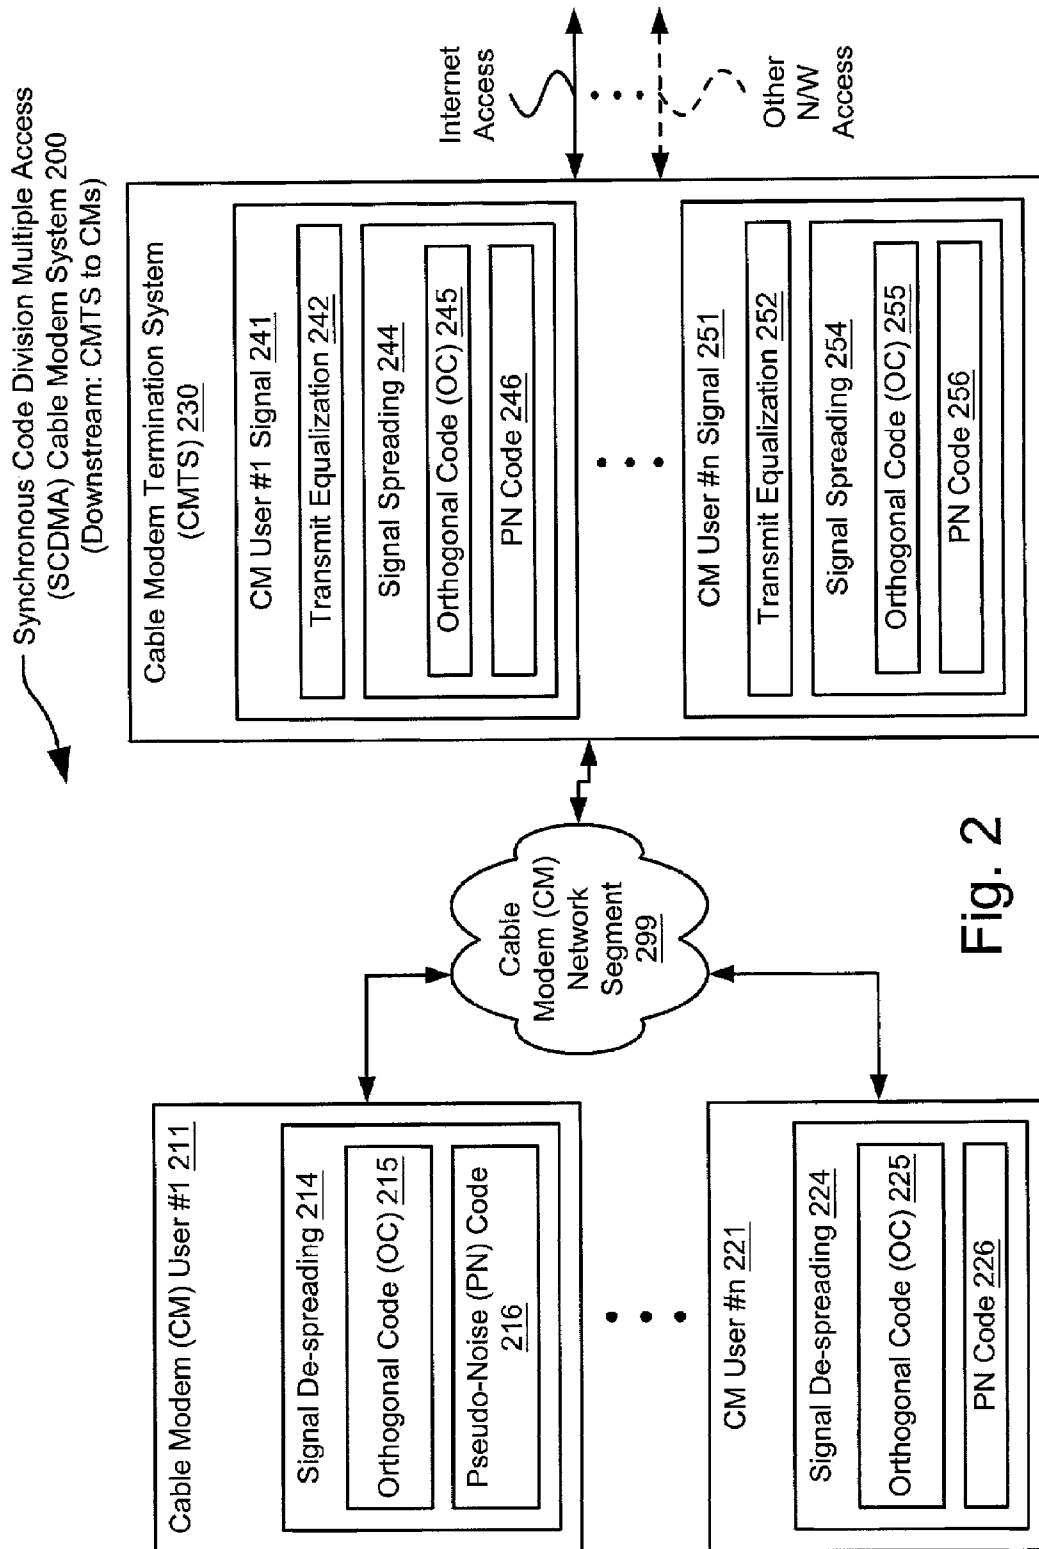 Synchronous Code Division Multiple Access
(SCDMA) Cable Modem System 200
(Downstream: CMTS to CMs)
Cable Modem (CM) User #1 211
Signal De-spreading 214
Orthogonal Code (OC) 215
Pseudo-Noise (PN) Code
216
CM User #n 221
Signal De-spreading 224
Orthogonal Code (OC) 225
PN Code 226
Cable
Modem (CM)
Network
Segment
299
Cable Modem Termination System
(CMTS) 230
CM User #1 Signal 241
Transmit Equalization 242
Signal Spreading 244
Orthogonal Code (OC) 245
PN Code 246
CM User #n Signal 251
Transmit Equalization 252
Signal Spreading 254
Orthogonal Code (OC) 255
PN Code 256
Internet
Access
Other
N/W
Access
Fig. 2